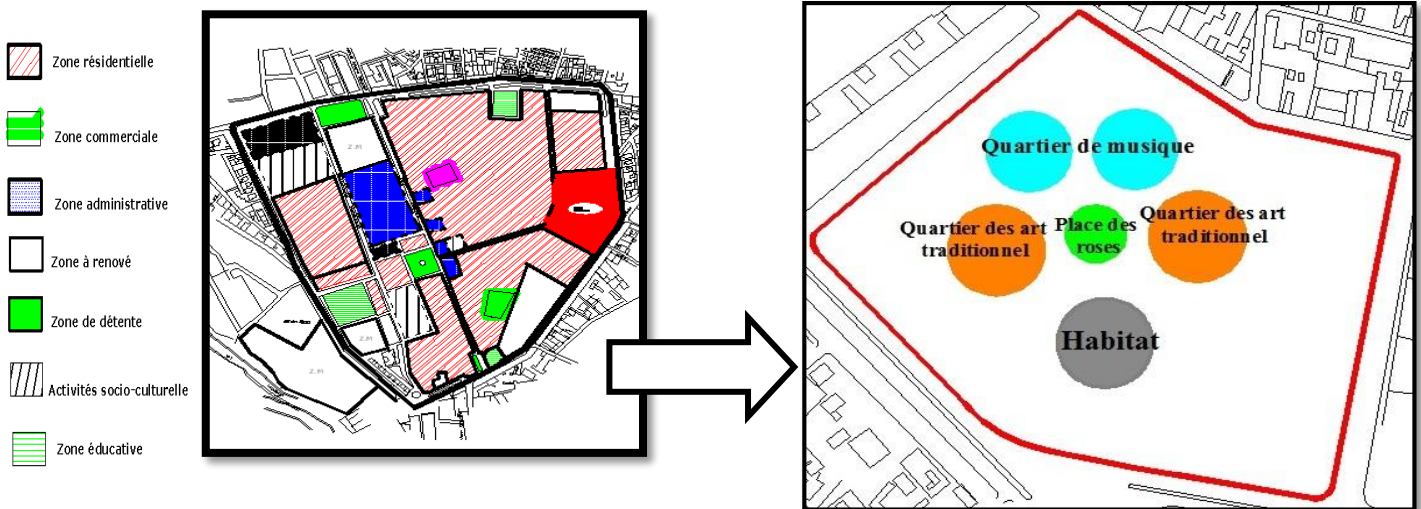 Zone résidentielle
Zone commerciale
Zone administrative
Zone à renové
Zone de détente
Activités socio-culturelle
Zone éducative
Z.M
Z.M
Z.M
Quartier de musique
Quartier des art
traditionnel
Place des
roses
Quartier des art
traditionnel
Habitat